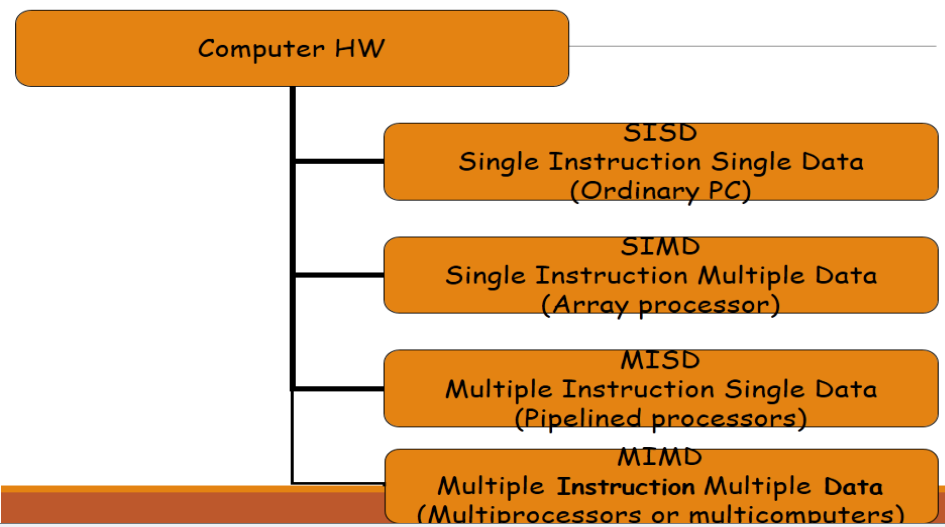 Computer HW
SISD
Single Instruction Single Data
(Ordinary PC)
SIMD
Single Instruction Multiple Data
(Array processor)
MISD
Multiple Instruction Single Data
(Pipelined processors)
MIMD
Multiple Instruction Multiple Data
(Multiprocessors or multicomputers)